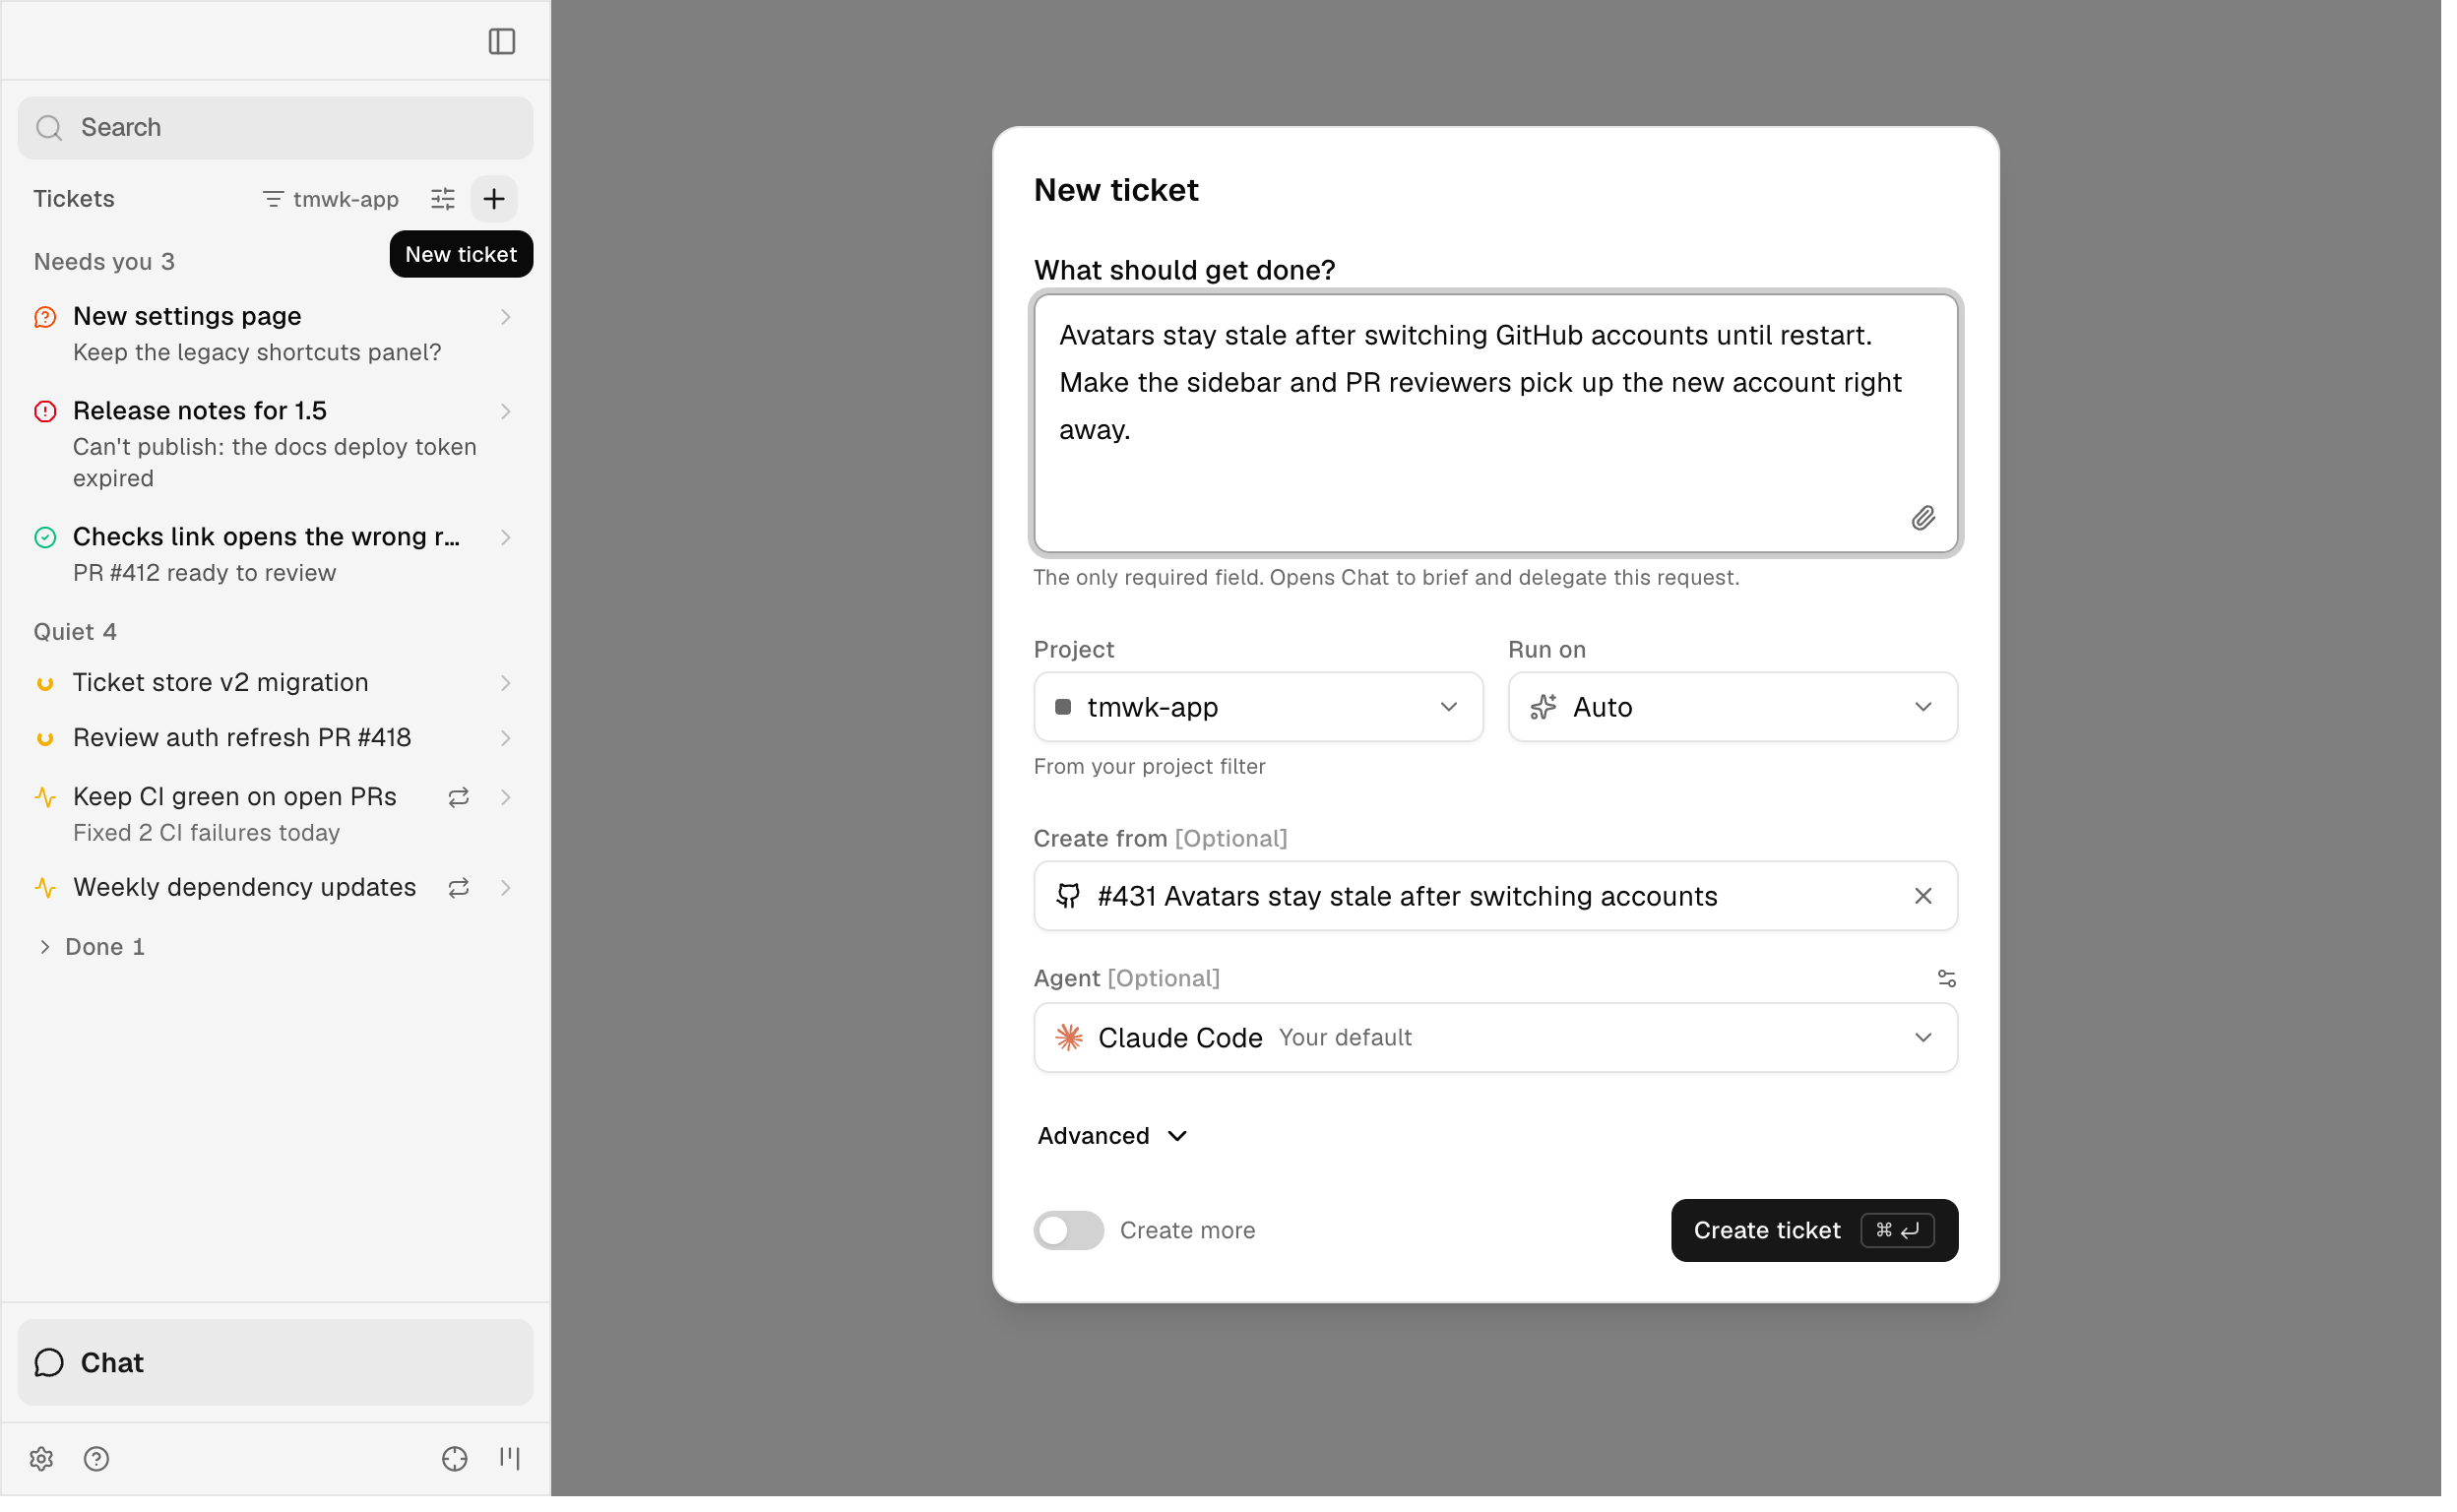 Search
Tickets
tmwk-app
New ticket
Needs you 3
New settings page
Keep the legacy shortcuts panel?
Release notes for 1.5
Can't publish: the docs deploy token
expired
Checks link opens the wrong r...
PR #412 ready to review
Quiet 4
Ticket store v2 migration
Review auth refresh PR #418
Keep CI green on open PRs
Fixed 2 CI failures today
Weekly dependency updates
Done 1
Chat
New ticket
What should get done?
Avatars stay stale after switching GitHub accounts until restart.
Make the sidebar and PR reviewers pick up the new account right
away.
The only required field. Opens Chat to brief and delegate this request.
Project
Run on
tmwk-app
Auto
From your project filter
Create from [Optional]
#431 Avatars stay stale after switching accounts
Agent [Optional]
Claude Code Your default
Advanced
Create more
Create ticket ⌘ ↵